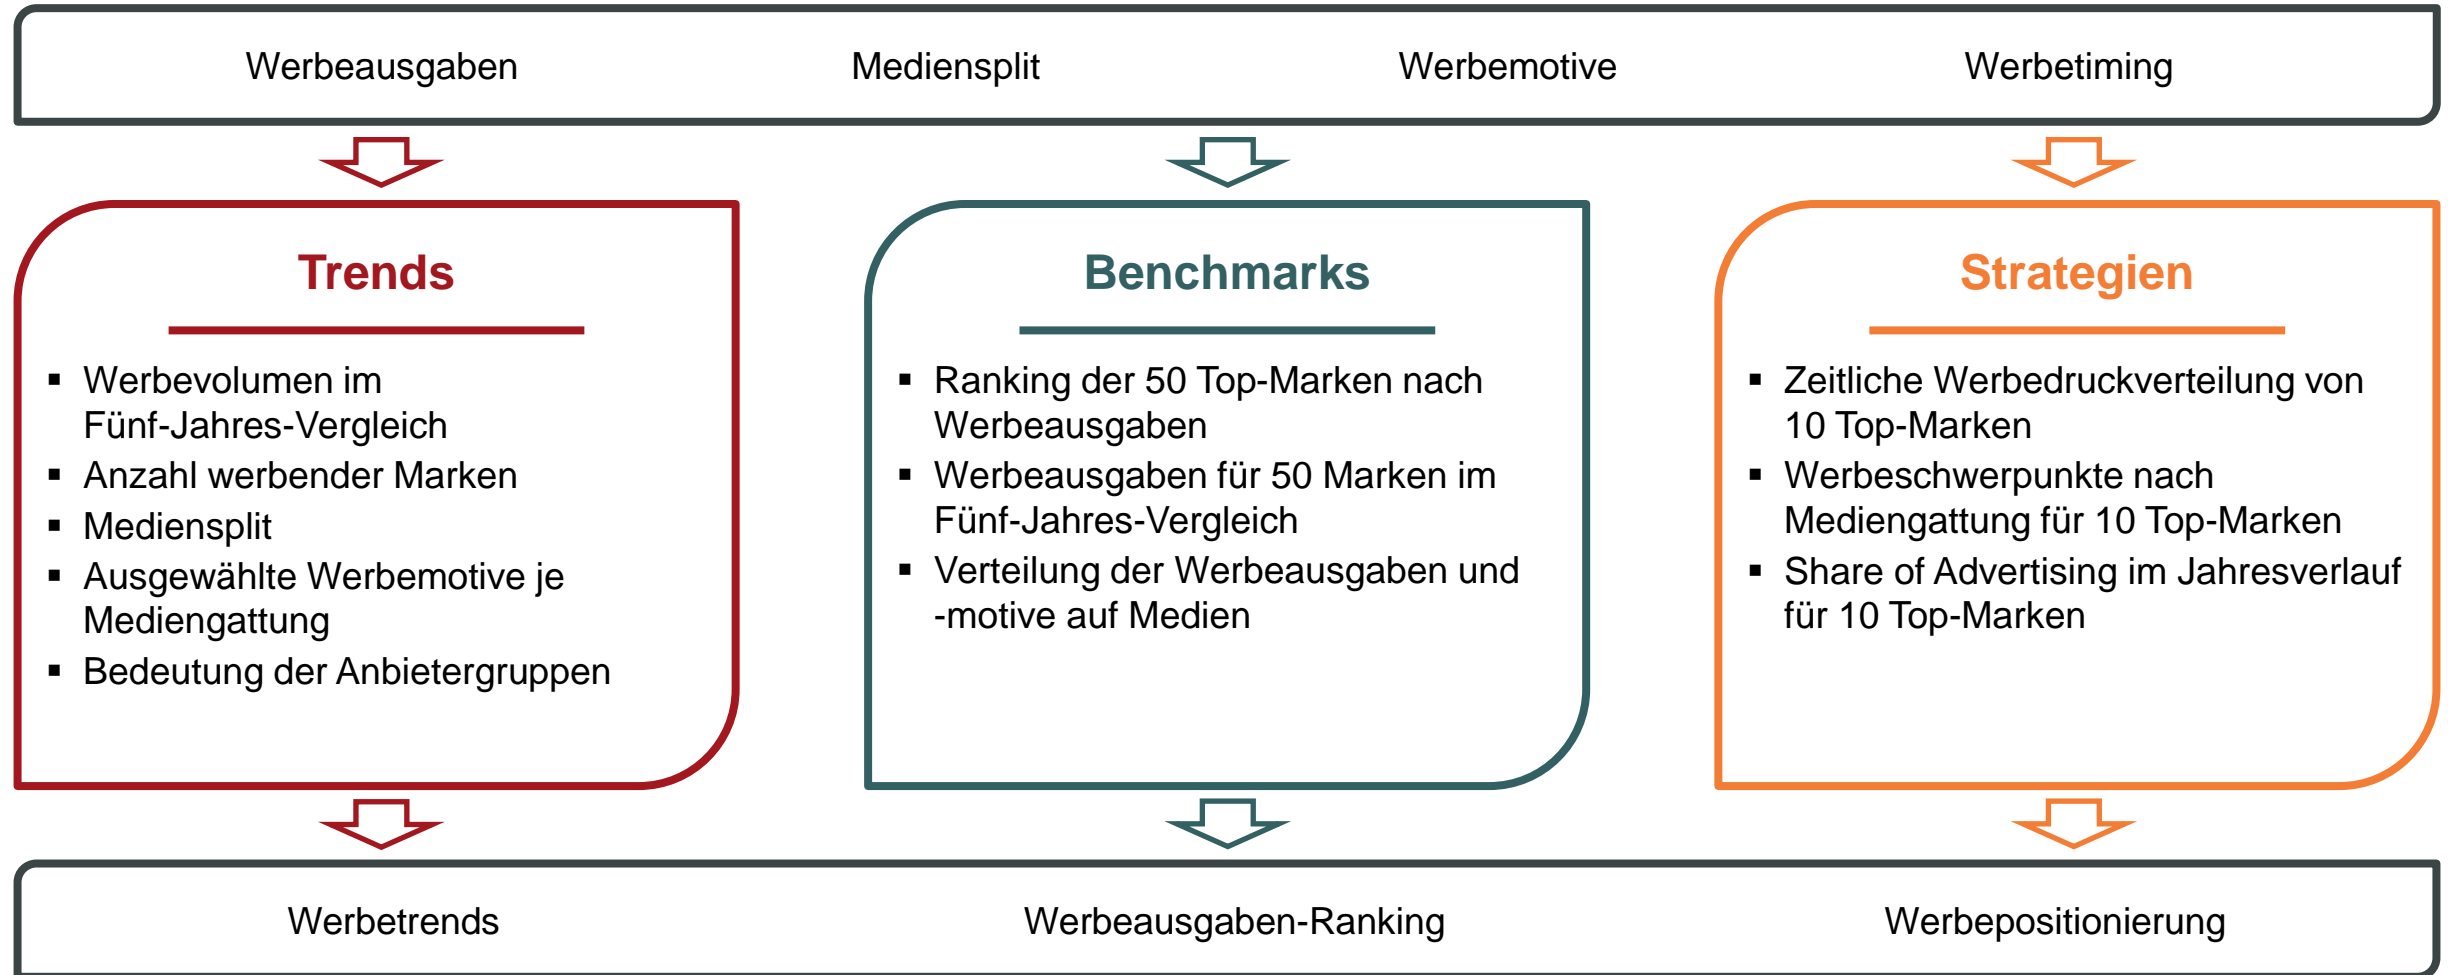 Werbeausgaben Mediensplit Werbemotive Werbetiming
Trends
▪ Werbevolumen im
Fünf-Jahres-Vergleich
▪ Anzahl werbender Marken
▪ Mediensplit
▪ Ausgewählte Werbemotive je
Mediengattung
▪ Bedeutung der Anbietergruppen
Benchmarks
▪ Ranking der 50 Top-Marken nach
Werbeausgaben
▪ Werbeausgaben für 50 Marken im
Fünf-Jahres-Vergleich
▪ Verteilung der Werbeausgaben und
-motive auf Medien
Strategien
▪ Zeitliche Werbedruckverteilung von
10 Top-Marken
▪ Werbeschwerpunkte nach
Mediengattung für 10 Top-Marken
▪ Share of Advertising im Jahresverlauf
für 10 Top-Marken
Werbetrends Werbeausgaben-Ranking Werbepositionierung